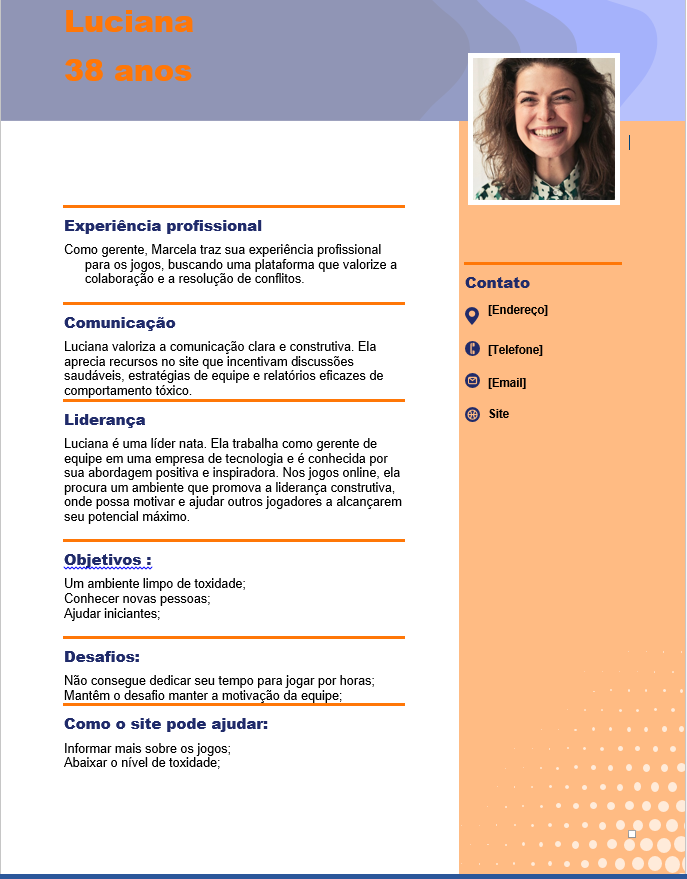 Luciana
38 anos
Experiência profissional
Como gerente, Marcela traz sua experiência profissional
para os jogos, buscando uma plataforma que valorize a
colaboração e a resolução de conflitos.
Comunicação
Luciana valoriza a comunicação clara e construtiva. Ela
aprecia recursos no site que incentivam discussões
saudáveis, estratégias de equipe e relatórios eficazes de
comportamento tóxico.
Liderança
Luciana é uma líder nata. Ela trabalha como gerente de
equipe em uma empresa de tecnologia e é conhecida por
sua abordagem positiva e inspiradora. Nos jogos online, ela
procura um ambiente que promova a liderança construtiva,
onde possa motivar e ajudar outros jogadores a alcançarem
seu potencial máximo.
Objetivos :
Um ambiente limpo de toxidade;
Conhecer novas pessoas;
Ajudar iniciantes;
Desafios:
Não consegue dedicar seu tempo para jogar por horas;
Mantêm o desafio manter a motivação da equipe;
Como o site pode ajudar:
Informar mais sobre os jogos;
Abaixar o nível de toxidade;
Contato
[Endereço]
[Telefone]
[Email]
Site